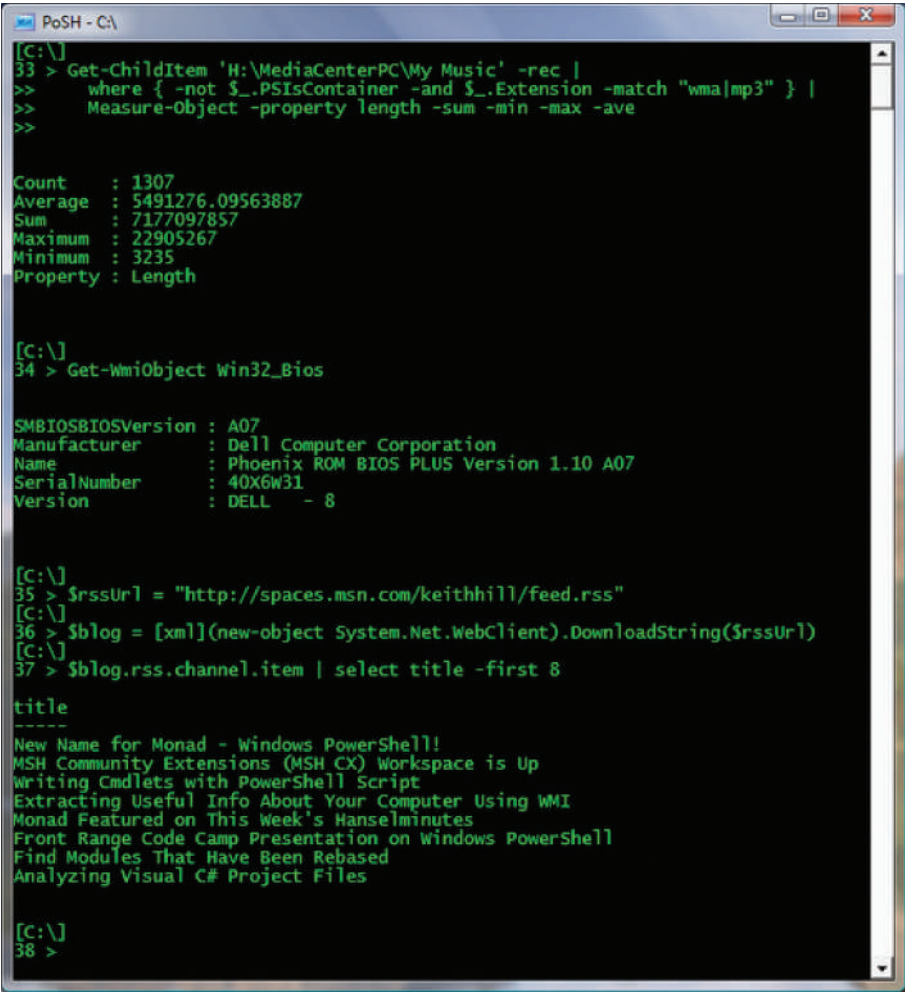 PoSH - C:\
[C:\]
33 > Get-ChildItem 'H:\MediaCenterPC\My Music' -rec |
>>     where { -not $_.PSIsContainer -and $_.Extension -match "wma|mp3" } |
>>     Measure-Object -property length -sum -min -max -ave
>>
Count    : 1307
Average  : 5491276.09563887
Sum      : 7177097857
Maximum  : 22905267
Minimum  : 3235
Property : Length
[C:\]
34 > Get-WmiObject Win32_Bios
SMBIOSBIOSVersion : A07
Manufacturer      : Dell Computer Corporation
Name              : Phoenix ROM BIOS PLUS Version 1.10 A07
SerialNumber      : 40X6W31
Version           : DELL   - 8
[C:\]
35 > $rssUrl = "http://spaces.msn.com/keithhill/feed.rss"
[C:\]
36 > $blog = [xml](new-object System.Net.WebClient).DownloadString($rssUrl)
[C:\]
37 > $blog.rss.channel.item | select title -first 8
title
-----
New Name for Monad - Windows PowerShell!
MSH Community Extensions (MSH CX) Workspace is Up
Writing Cmdlets with PowerShell Script
Extracting Useful Info About Your Computer Using WMI
Monad Featured on This Week's Hanselminutes
Front Range Code Camp Presentation on Windows PowerShell
Find Modules That Have Been Rebased
Analyzing Visual C# Project Files
[C:\]
38 >